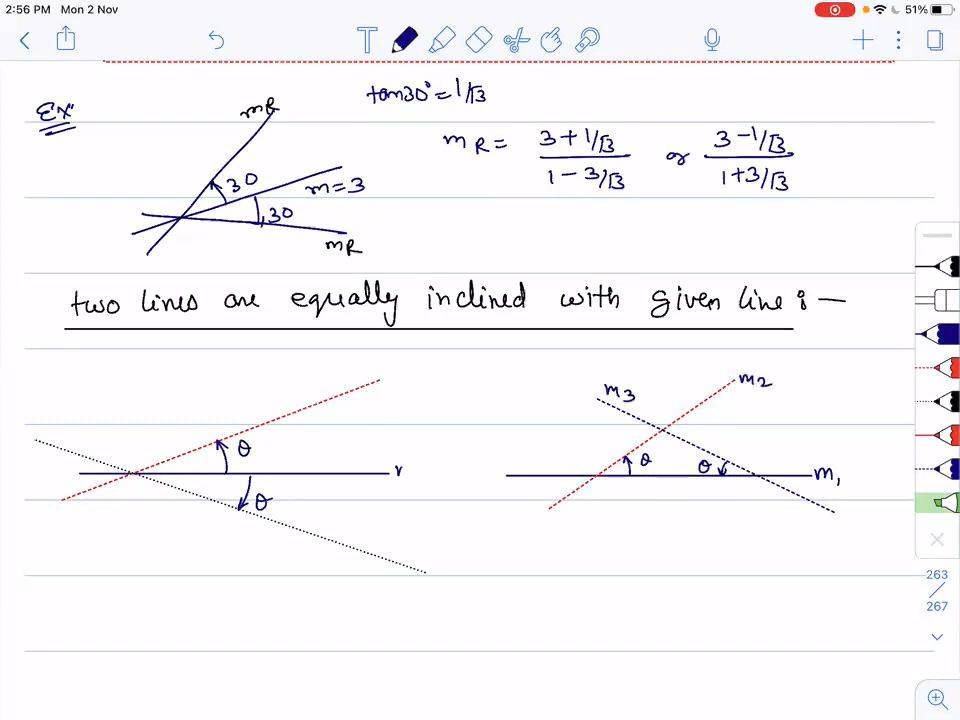 2:56 PM Mon 2 Nov
51%
T
Ex
tan30° = 1/√3
mR
30
m=3
30
mR
mR = 3+1/√3 / 1-3/√3 or 3-1/√3 / 1+3/√3
two lines are equally inclined with given line :-
θ
θ
m3
m2
θ
θ
m1
263
/
267